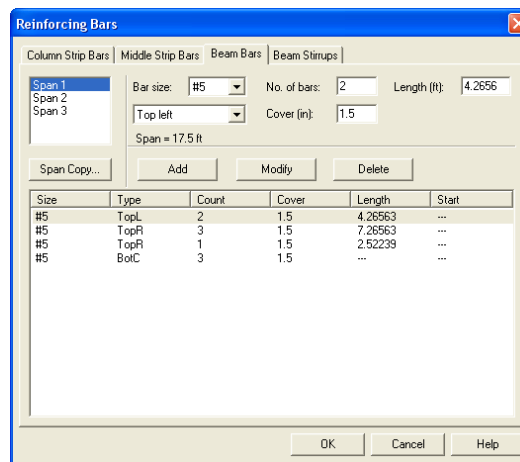 Reinforcing Bars
Column Strip Bars Middle Strip Bars Beam Bars Beam Stirrups
Span 1
Span 2
Span 3
Bar size: #5 No. of bars: 2 Length (ft): 4.2656
Top left Cover (in): 1.5
Span = 17.5 ft
Span Copy... Add Modify Delete
Size Type Count Cover Length Start
#5 TopL 2 1.5 4.26563 ---
#5 TopR 3 1.5 7.26563 ---
#5 TopR 1 1.5 2.52239 ---
#5 BotC 3 1.5 --- ---
OK Cancel Help